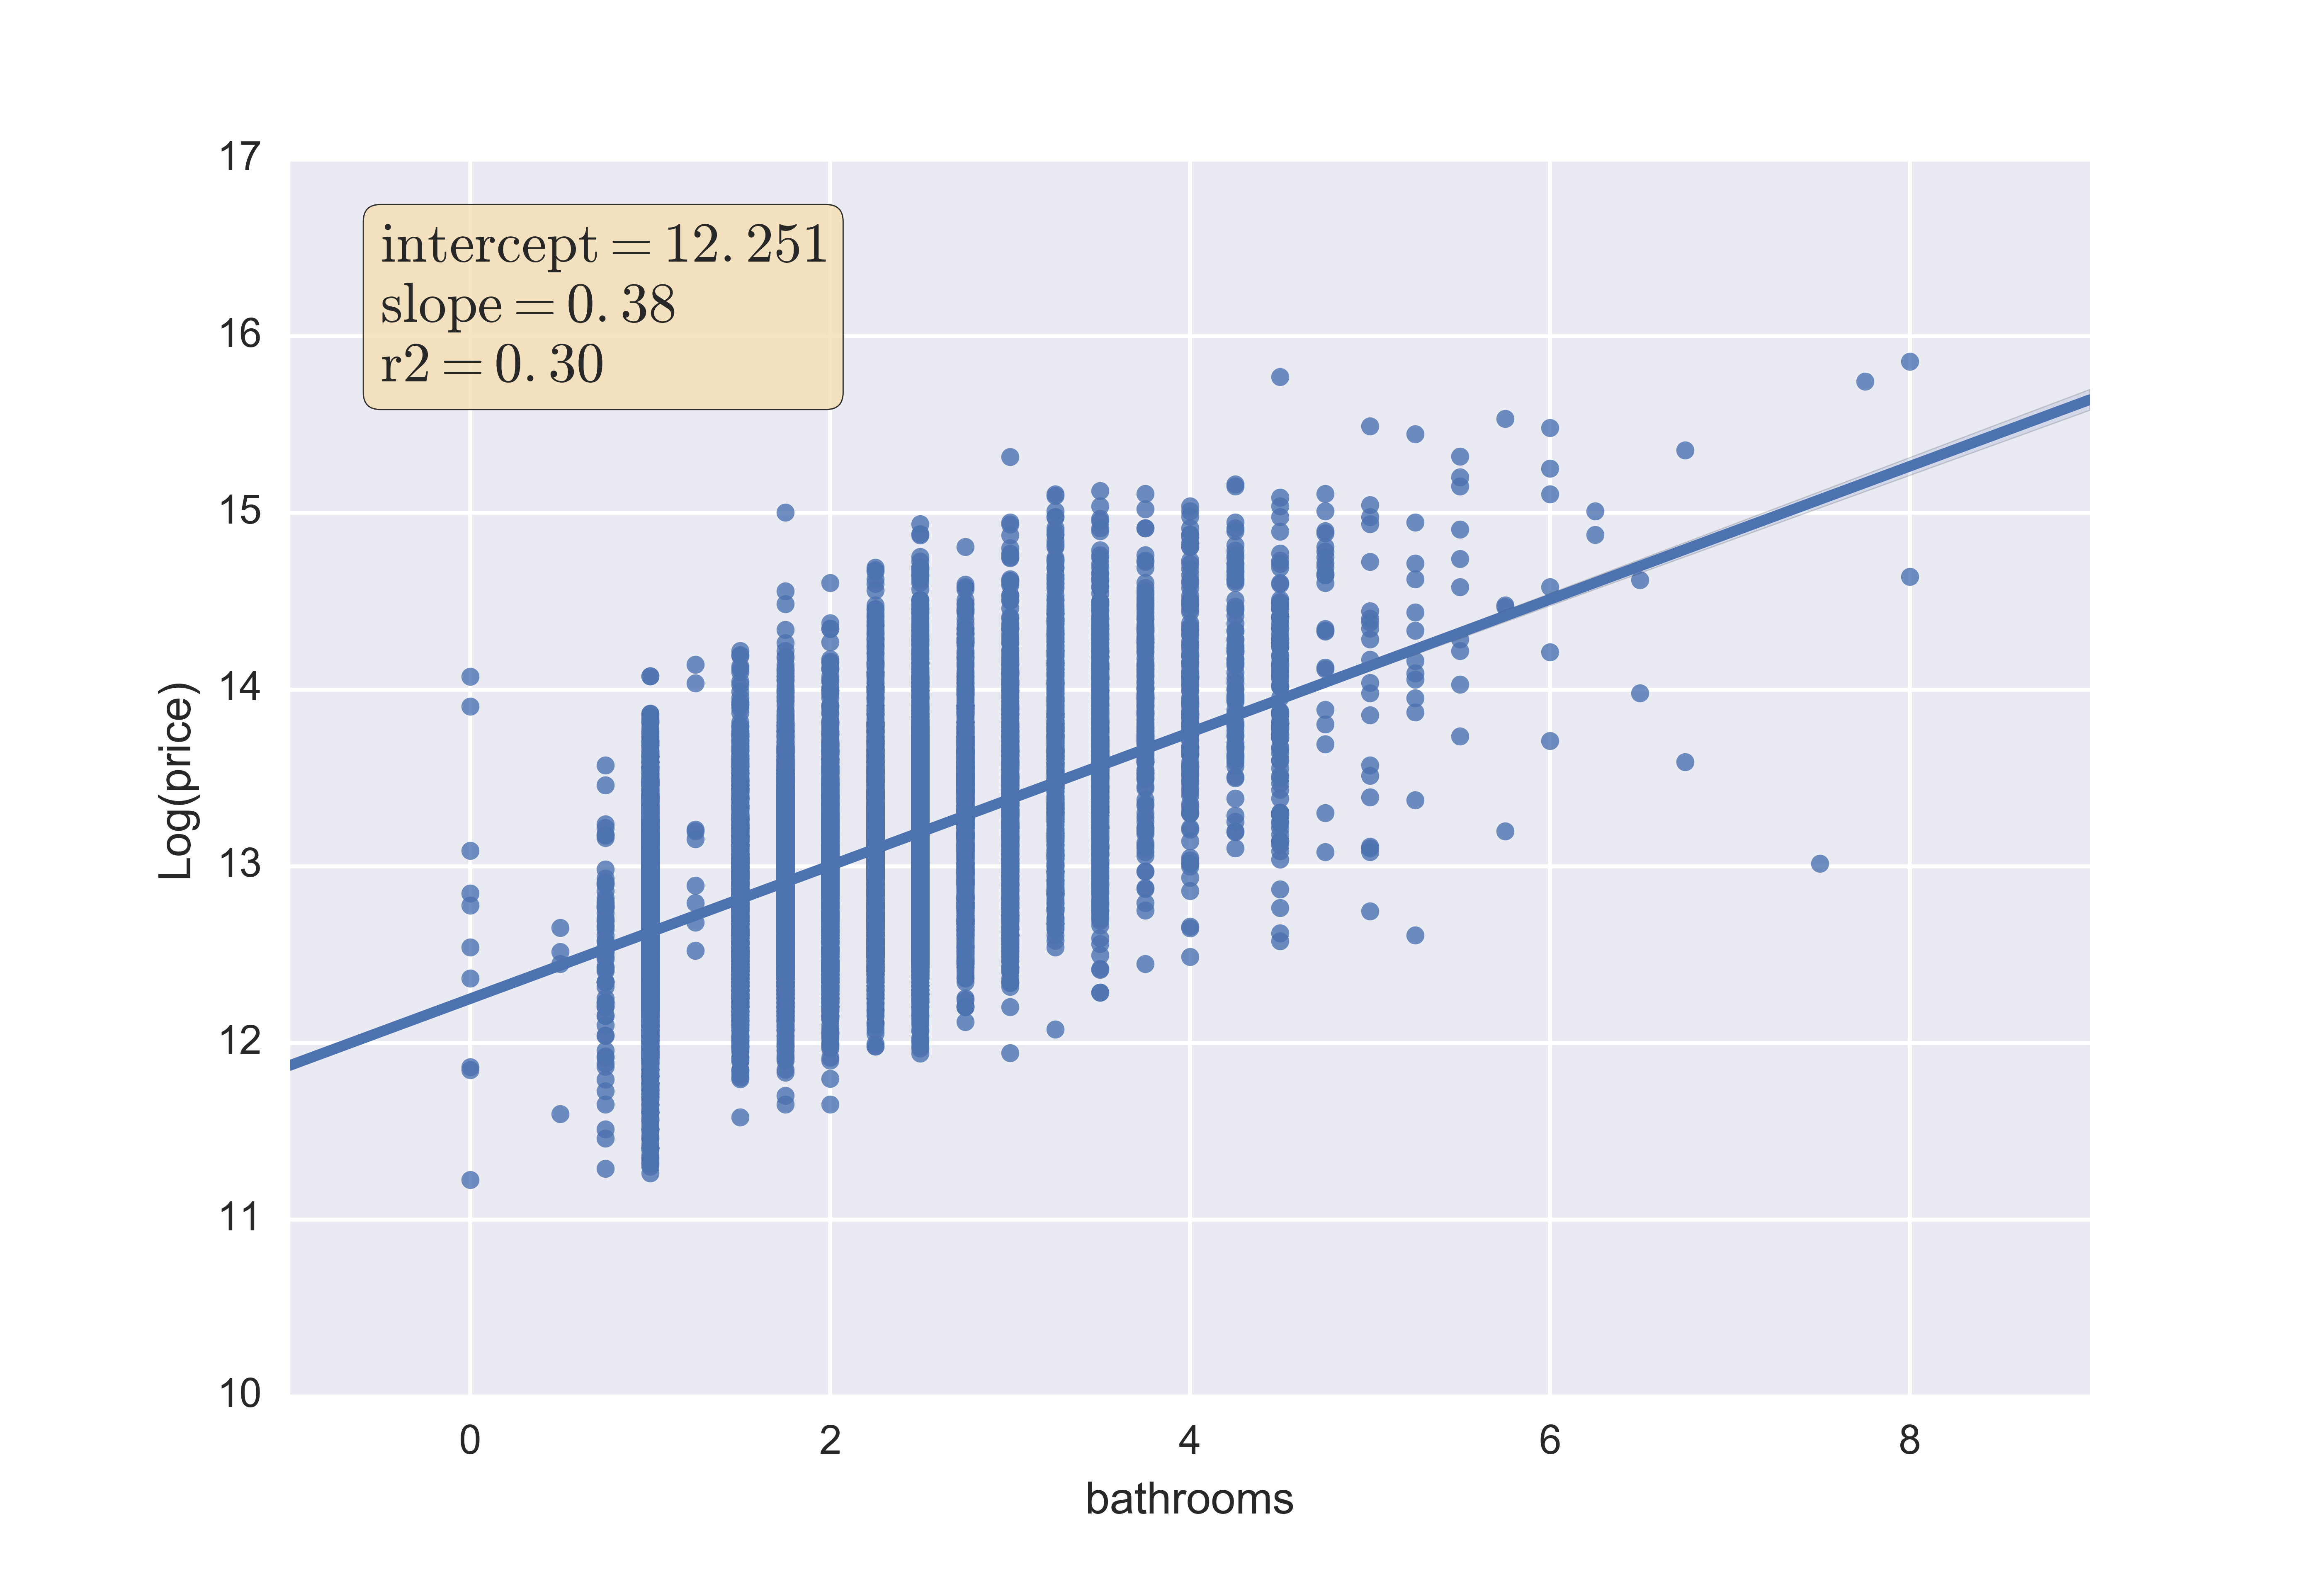 17
intercept = 12.251
slope = 0.38
r2 = 0.30
16
15
14
13
12
11
10
Log(price)
0 2 4 6 8
bathrooms